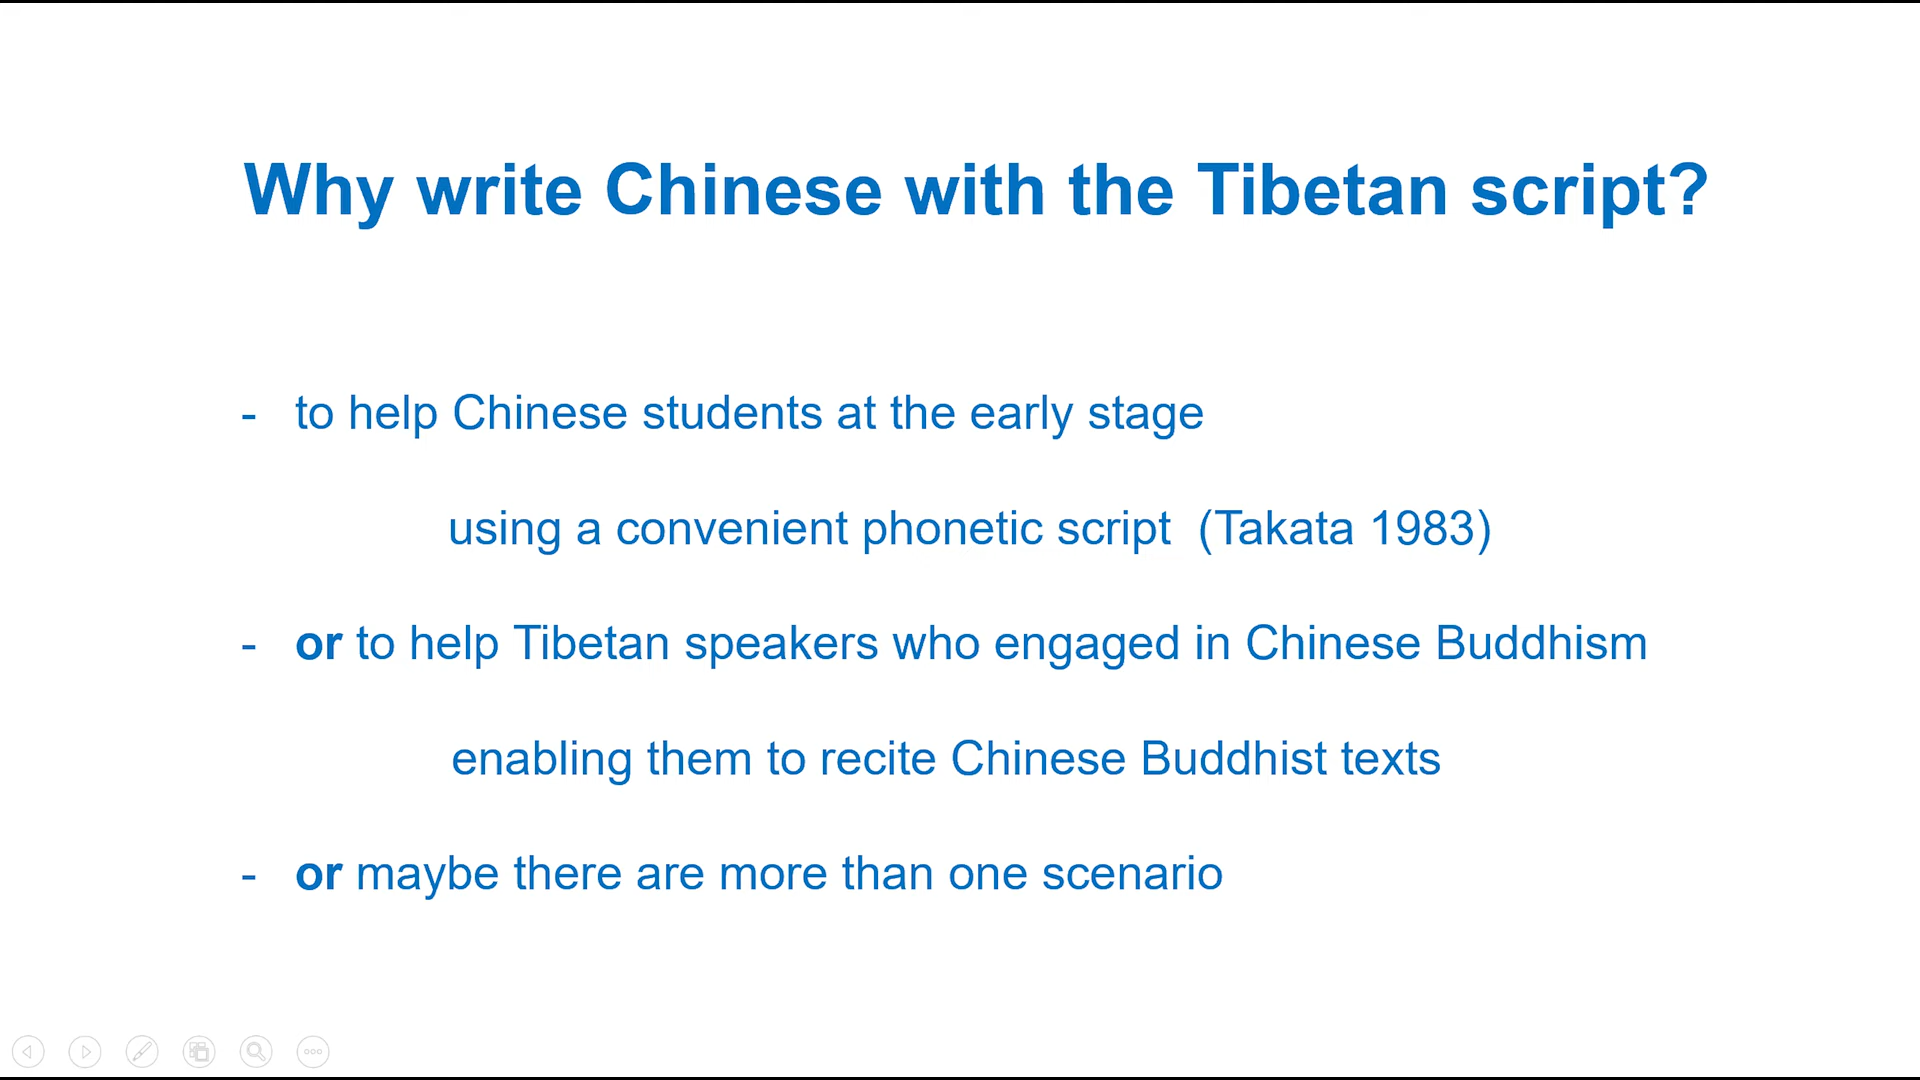 Why write Chinese with the Tibetan script?
- to help Chinese students at the early stage
using a convenient phonetic script (Takata 1983)
- or to help Tibetan speakers who engaged in Chinese Buddhism
enabling them to recite Chinese Buddhist texts
- or maybe there are more than one scenario